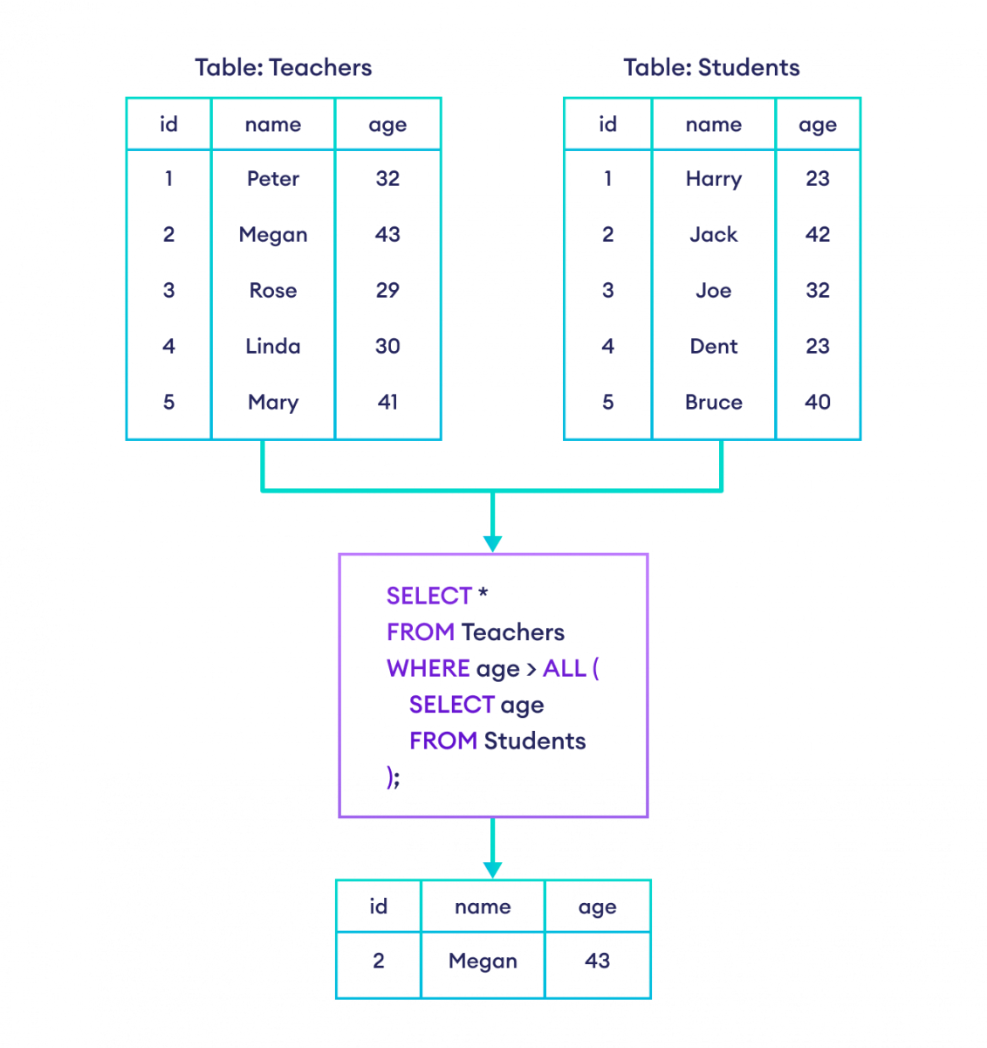 Table: Teachers
id name age
1 Peter 32
2 Megan 43
3 Rose 29
4 Linda 30
5 Mary 41
Table: Students
id name age
1 Harry 23
2 Jack 42
3 Joe 32
4 Dent 23
5 Bruce 40
SELECT *
FROM Teachers
WHERE age > ALL (
SELECT age
FROM Students
);
id name age
2 Megan 43